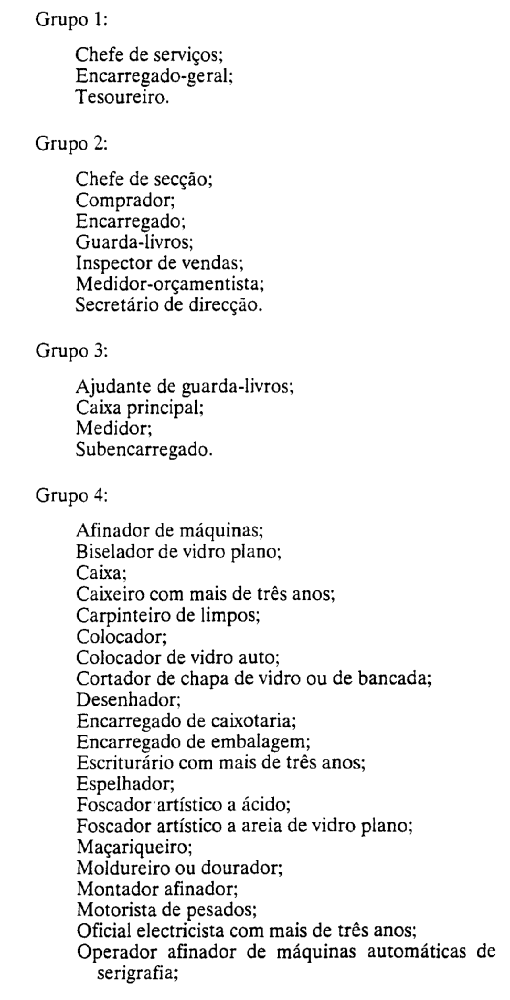 Grupo 1:
Chefe de serviços;
Encarregado-geral;
Tesoureiro.
Grupo 2:
Chefe de secção;
Comprador;
Encarregado;
Guarda-livros;
Inspector de vendas;
Medidor-orçamentista;
Secretário de direcção.
Grupo 3:
Ajudante de guarda-livros;
Caixa principal;
Medidor;
Subencarregado.
Grupo 4:
Afinador de máquinas;
Biselador de vidro plano;
Caixa;
Caixeiro com mais de três anos;
Carpinteiro de limpos;
Colocador;
Colocador de vidro auto;
Cortador de chapa de vidro ou de bancada;
Desenhador;
Encarregado de caixotaria;
Encarregado de embalagem;
Escriturário com mais de três anos;
Espelhador;
Foscador artístico a ácido;
Foscador artístico a areia de vidro plano;
Maçariqueiro;
Moldureiro ou dourador;
Montador afinador;
Motorista de pesados;
Oficial electricista com mais de três anos;
Operador afinador de máquinas automáticas de
serigrafia;